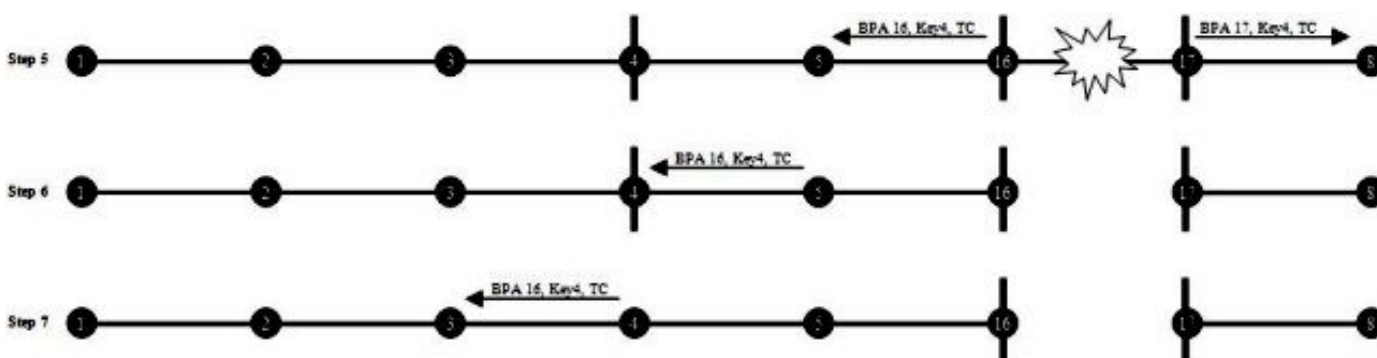 BPA 16, Key4, TC BPA 17, Key4, TC
Step 5 1 2 3 4 5 16 17 8
BPA 16, Key4, TC
Step 6 1 2 3 4 5 16 17 8
BPA 16, Key4, TC
Step 7 1 2 3 4 5 16 17 8